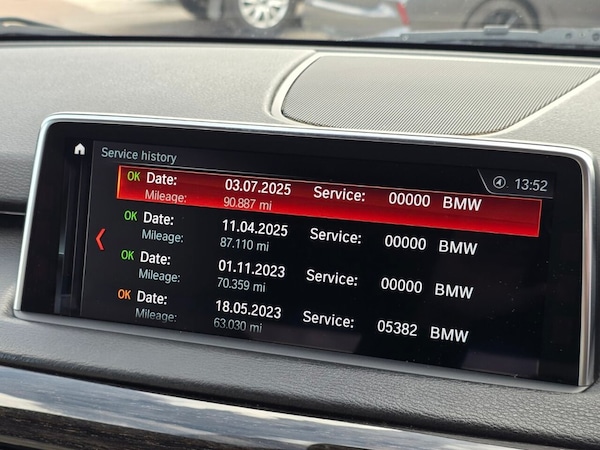 Service history
13:52
OK Date: 03.07.2025 Service: 00000 BMW
Mileage: 90.887 mi
OK Date: 11.04.2025 Service: 00000 BMW
Mileage: 87.110 mi
OK Date: 01.11.2023 Service: 00000 BMW
Mileage: 70.359 mi
OK Date: 18.05.2023 Service: 05382 BMW
Mileage: 63.030 mi